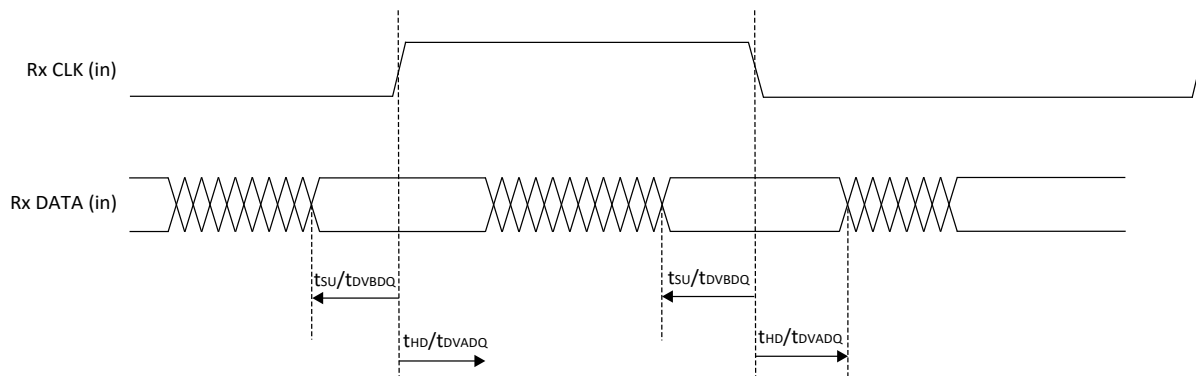 Rx CLK (in)
Rx DATA (in)
tSU/tDVBDQ
tSU/tDVBDQ
tHD/tDVADQ
tHD/tDVADQ